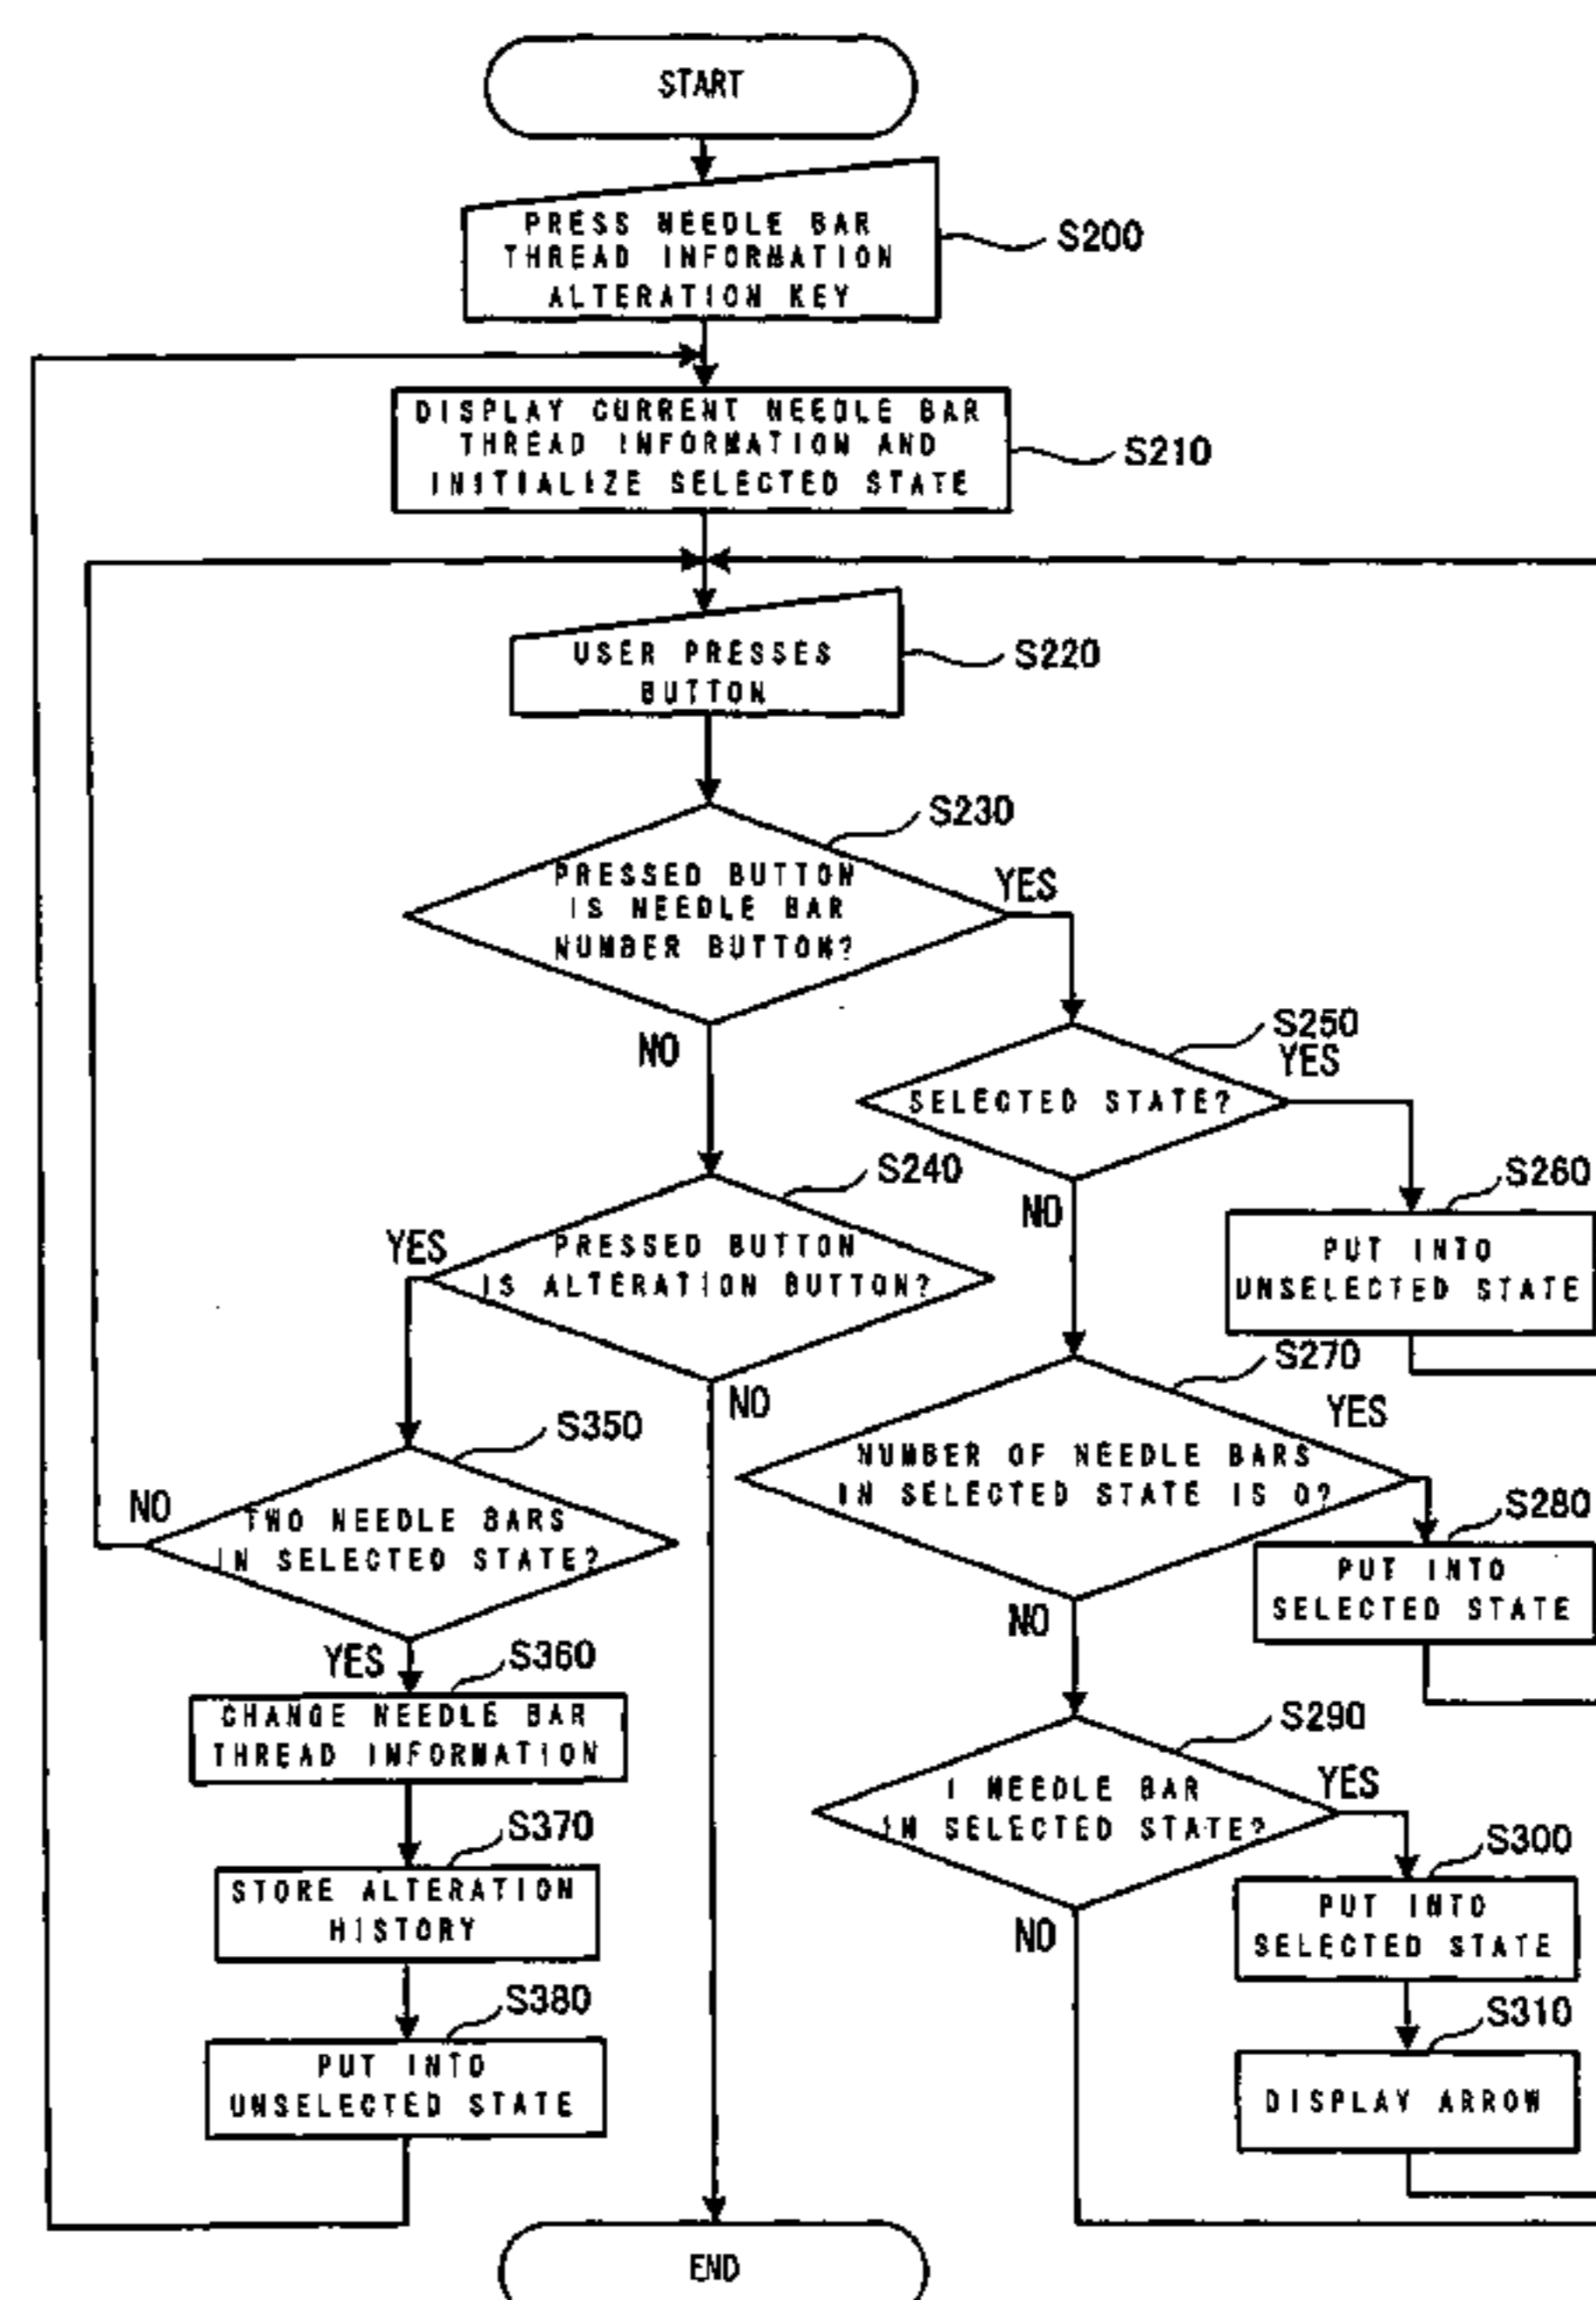 START
PRESS NEEDLE BAR
THREAD INFORMATION
ALTERATION KEY
S200
DISPLAY CURRENT NEEDLE BAR
THREAD INFORMATION AND
INITIALIZE SELECTED STATE
S210
USER PRESSES
BUTTON
S220
S230
PRESSED BUTTON
IS NEEDLE BAR
NUMBER BUTTON?
YES
NO
S250
YES
SELECTED STATE?
NO
S240
YES
PRESSED BUTTON
IS ALTERATION BUTTON?
NO
S260
PUT INTO
UNSELECTED STATE
S270
YES
NUMBER OF NEEDLE BARS
IN SELECTED STATE IS 0?
NO
S350
NO
TWO NEEDLE BARS
IN SELECTED STATE?
YES
S280
PUT INTO
SELECTED STATE
S360
CHANGE NEEDLE BAR
THREAD INFORMATION
S290
1 NEEDLE BAR
IN SELECTED STATE?
YES
NO
S370
STORE ALTERATION
HISTORY
S300
PUT INTO
SELECTED STATE
S380
PUT INTO
UNSELECTED STATE
S310
DISPLAY ARROW
END